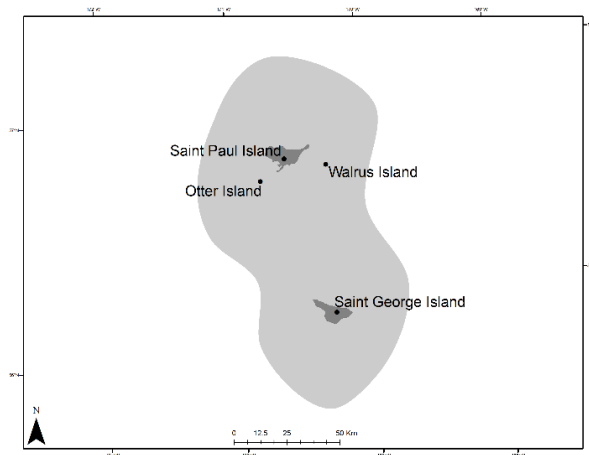 Saint Paul Island
Walrus Island
Otter Island
Saint George Island
N
0 12.5 25 50 Km